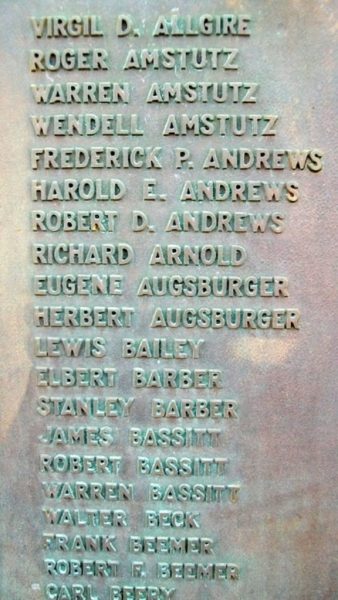 VIRGIL D. ALLGIRE
ROGER AMSTUTZ
WARREN AMSTUTZ
WENDELL AMSTUTZ
FREDERICK P. ANDREWS
HAROLD E. ANDREWS
ROBERT D. ANDREWS
RICHARD ARNOLD
EUGENE AUGSBURGER
HERBERT AUGSBURGER
LEWIS BAILEY
ELBERT BARBER
STANLEY BARBER
JAMES BASSITT
ROBERT BASSITT
WARREN BASSITT
WALTER BECK
FRANK BEEMER
ROBERT F. BEEMER
CARL BEERY